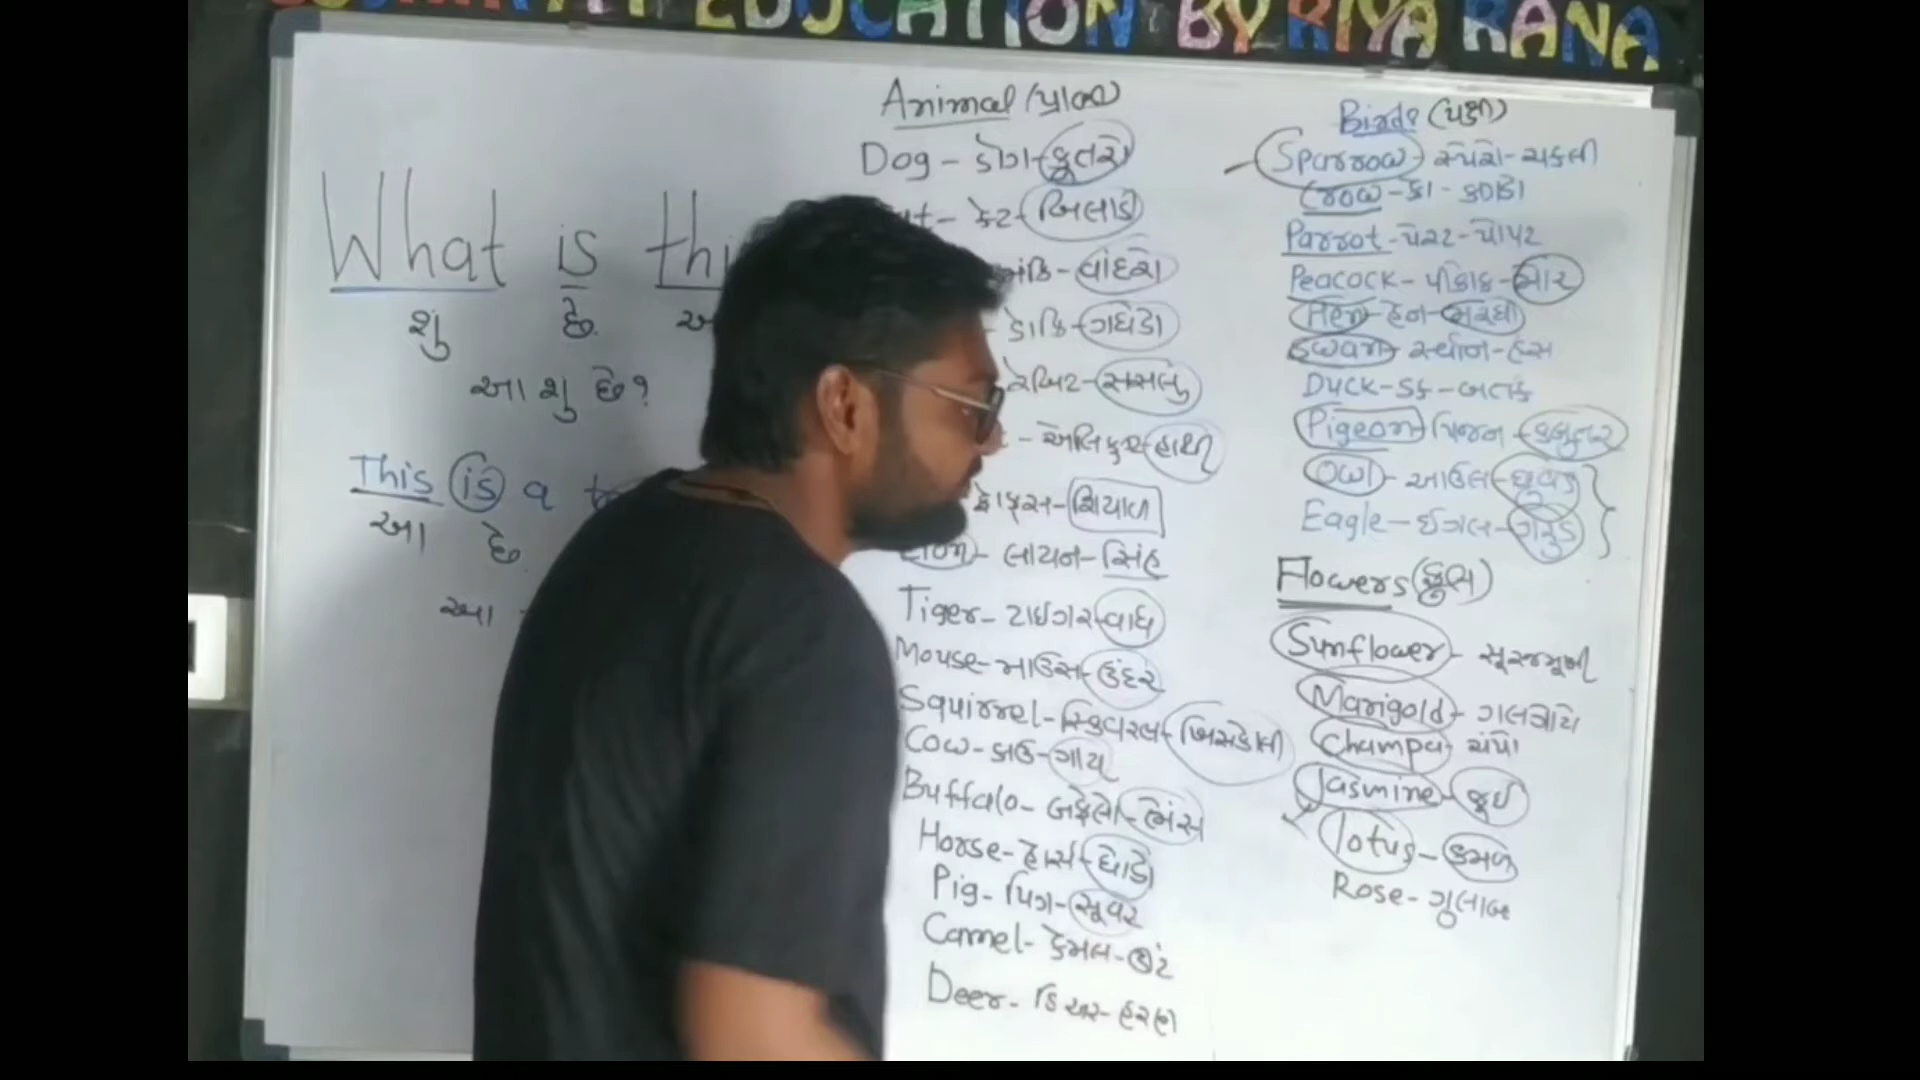 EDUCATION BY RIYA RANA
What is thi
શું છે.
આ શુ છે?
This is a
આ છે.
આ
Animal (પ્રાણી)
Dog - ડોગ - કૂતરો
કેટ - બિલાડી
મંકિ - વાંદરો
ડોંકિ - ગધેડો
રેબિટ - સસલું
હાથી
ફોક્સ - શિયાળ
Lion - લાયન - સિંહ
Tiger - ટાઇગર - વાઘ
Mouse - માઉસ - ઉંદર
Squirrel - સ્ક્વિરલ - ખિસકોલી
Cow - કાઉ - ગાય
Buffalo - બફેલો - ભેંસ
Horse - હોર્સ - ઘોડો
Pig - પિગ - સૂવર
Camel - કેમલ - ઊંટ
Deer - ડિઅર - હરણ
Birds (પક્ષી)
Sparrow - સ્પેરો - ચકલી
Crow - ક્રો - કાગડો
Parrot - પેરટ - પોપટ
Peacock - પીકોક - મોર
Hen - હેન - મરઘી
Swan - સ્વાન - હંસ
Duck - ડક - બતક
Pigeon - પિજન - કબુતર
Owl - આઉલ - ઘુવડ
Eagle - ઈગલ - ગરુડ
Flowers (ફુલ)
Sunflower - સૂરજમૂખી
Marigold - ગલગોટો
Champa - ચંપો
Jasmine - જૂઈ
lotus - કમળ
Rose - ગુલાબ